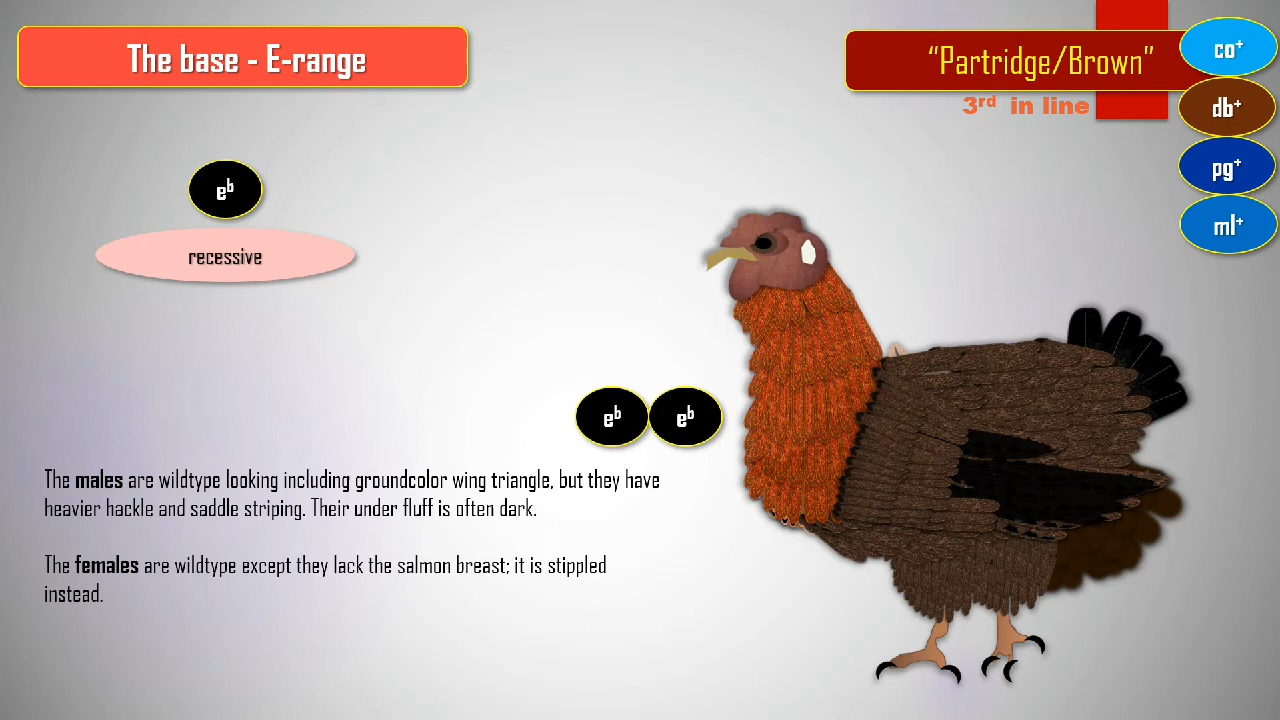 The base - E-range
“Partridge/Brown”
3rd in line
co+
db+
pg+
ml+
eb
recessive
eb eb
The males are wildtype looking including groundcolor wing triangle, but they have
heavier hackle and saddle striping. Their under fluff is often dark.
The females are wildtype except they lack the salmon breast; it is stippled
instead.